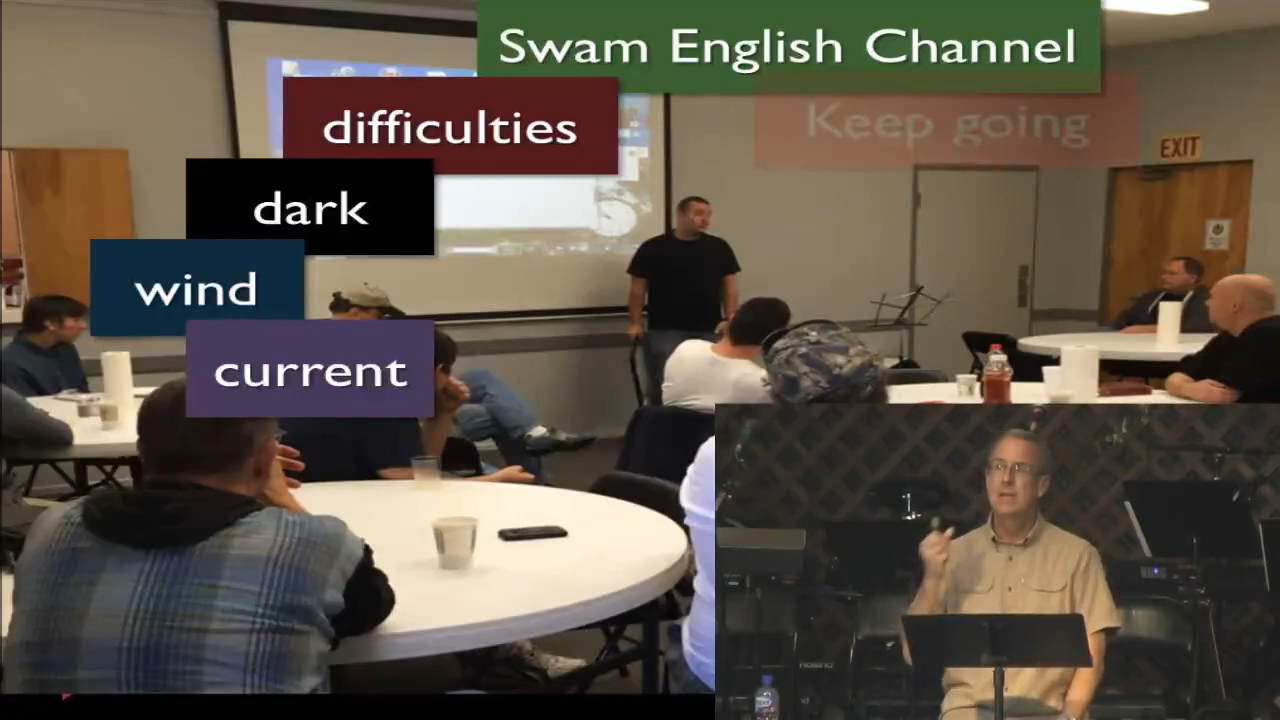 Swam English Channel
difficulties
Keep going
EXIT
dark
wind
current